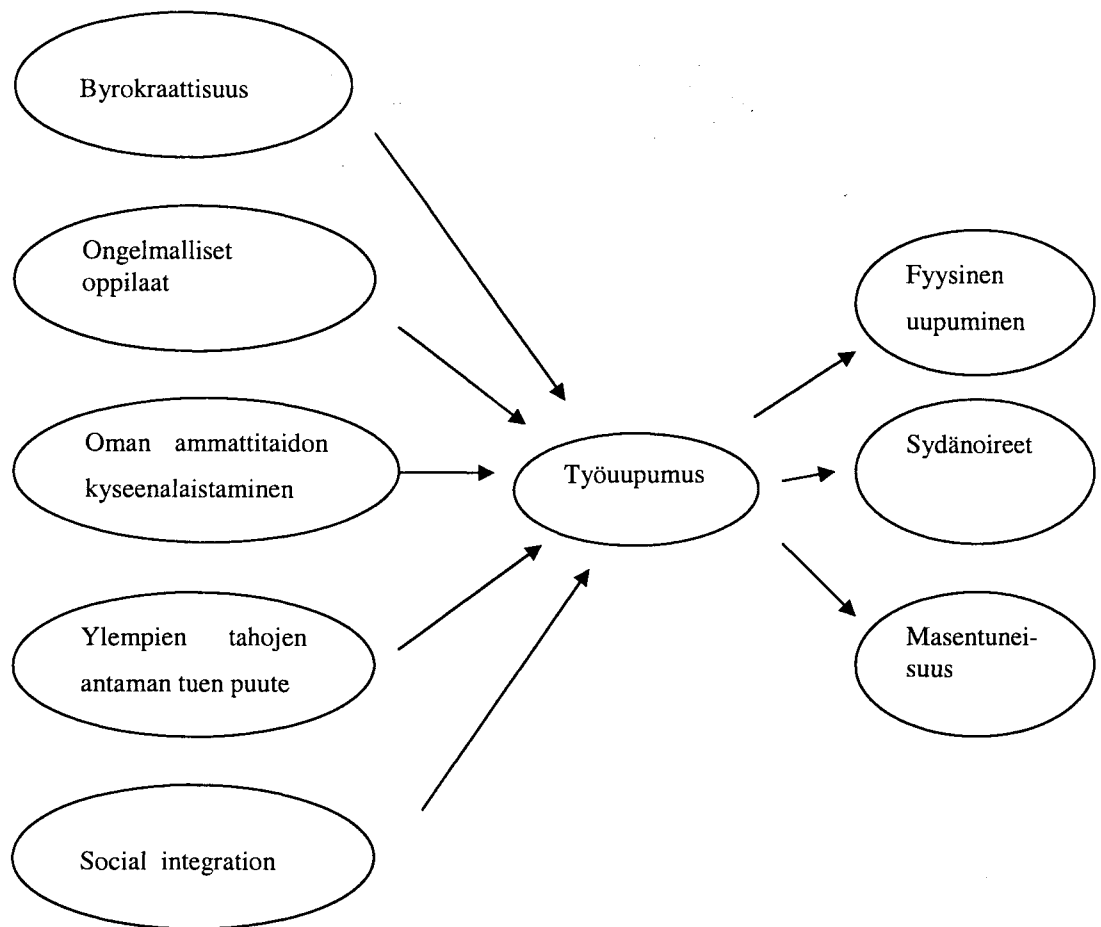 Byrokraattisuus
Ongelmalliset
oppilaat
Oman ammattitaidon
kyseenalaistaminen
Ylempien tahojen
antaman tuen puute
Social integration
Työuupumus
Fyysinen
uupuminen
Sydänoireet
Masentunei-
suus